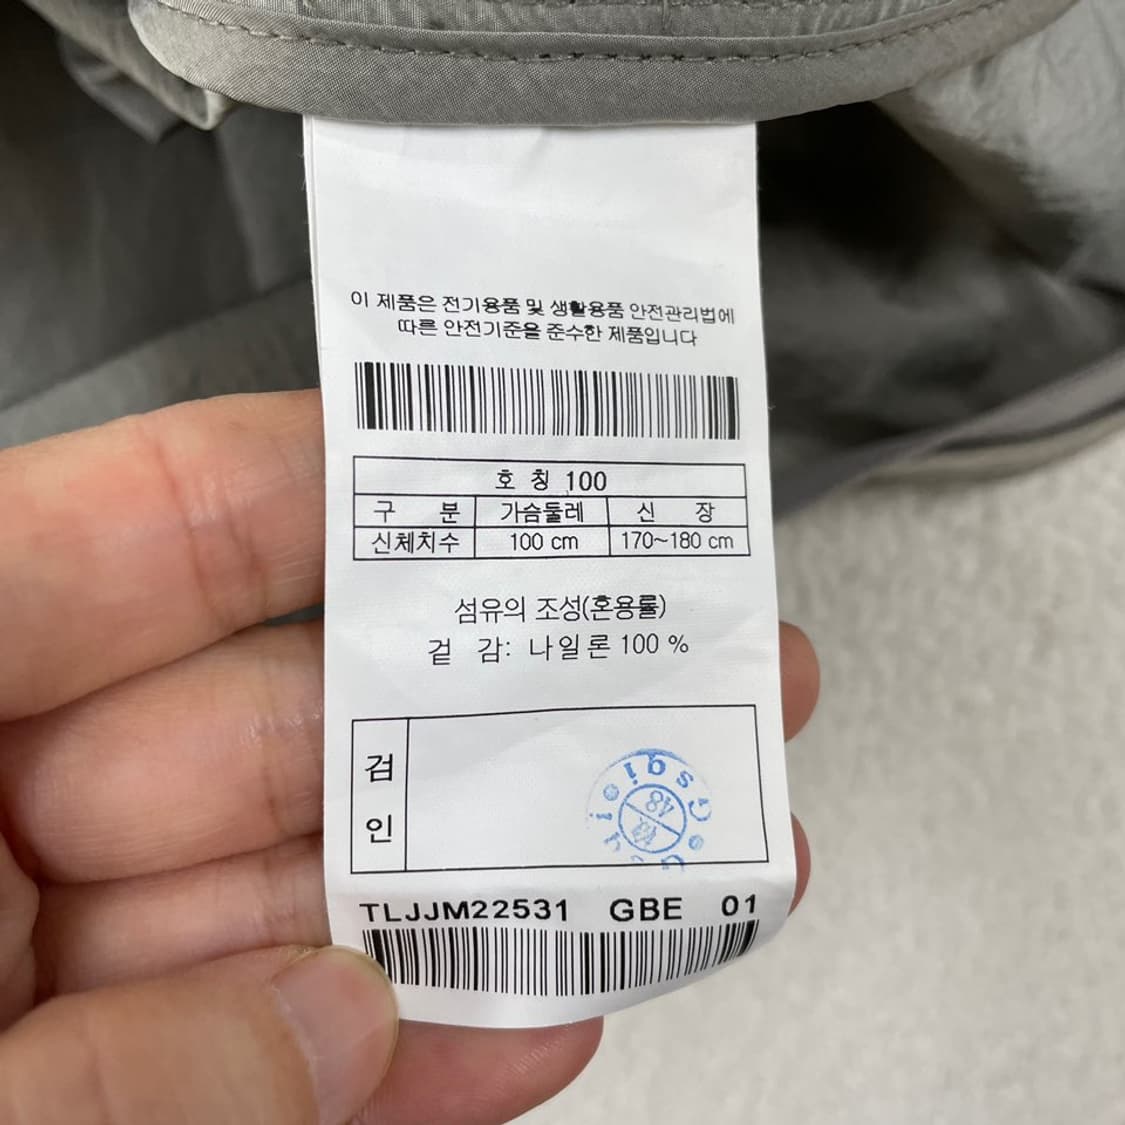 이 제품은 전기용품 및 생활용품 안전관리법에
따른 안전기준을 준수한 제품입니다
호 칭 100
구 분 가슴둘레 신 장
신체치수 100 cm 170~180 cm
섬유의 조성(혼용률)
겉 감: 나일론 100 %
검
인
48
TLJJM22531 GBE 01